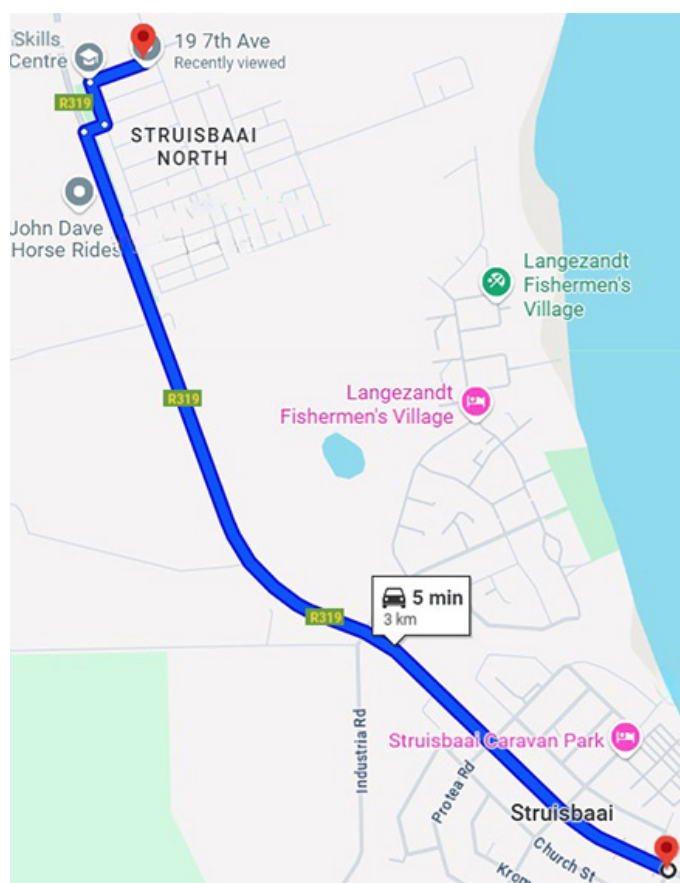 Skills
Centre
19 7th Ave
Recently viewed
R319
STRUISBAAI
NORTH
John Dave
Horse Rides
Langezandt
Fishermen's
Village
Langezandt
Fishermen's Village
R319
5 min
3 km
R319
Industria Rd
Struisbaai Caravan Park
Protea Rd
Struisbaai
Church St
Krom